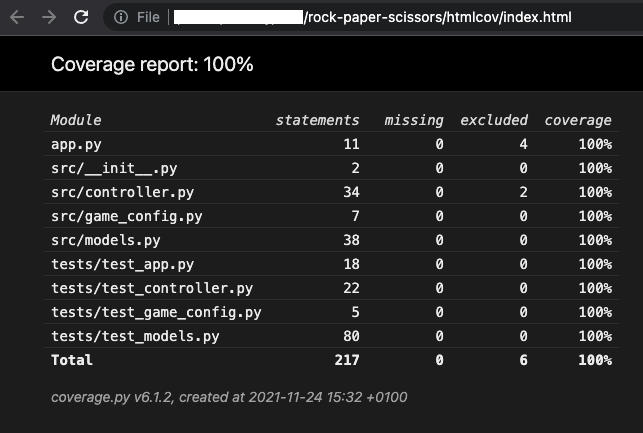 File /rock-paper-scissors/htmlcov/index.html
Coverage report: 100%
Module statements missing excluded coverage
app.py 11 0 4 100%
src/__init__.py 2 0 0 100%
src/controller.py 34 0 2 100%
src/game_config.py 7 0 0 100%
src/models.py 38 0 0 100%
tests/test_app.py 18 0 0 100%
tests/test_controller.py 22 0 0 100%
tests/test_game_config.py 5 0 0 100%
tests/test_models.py 80 0 0 100%
Total 217 0 6 100%
coverage.py v6.1.2, created at 2021-11-24 15:32 +0100